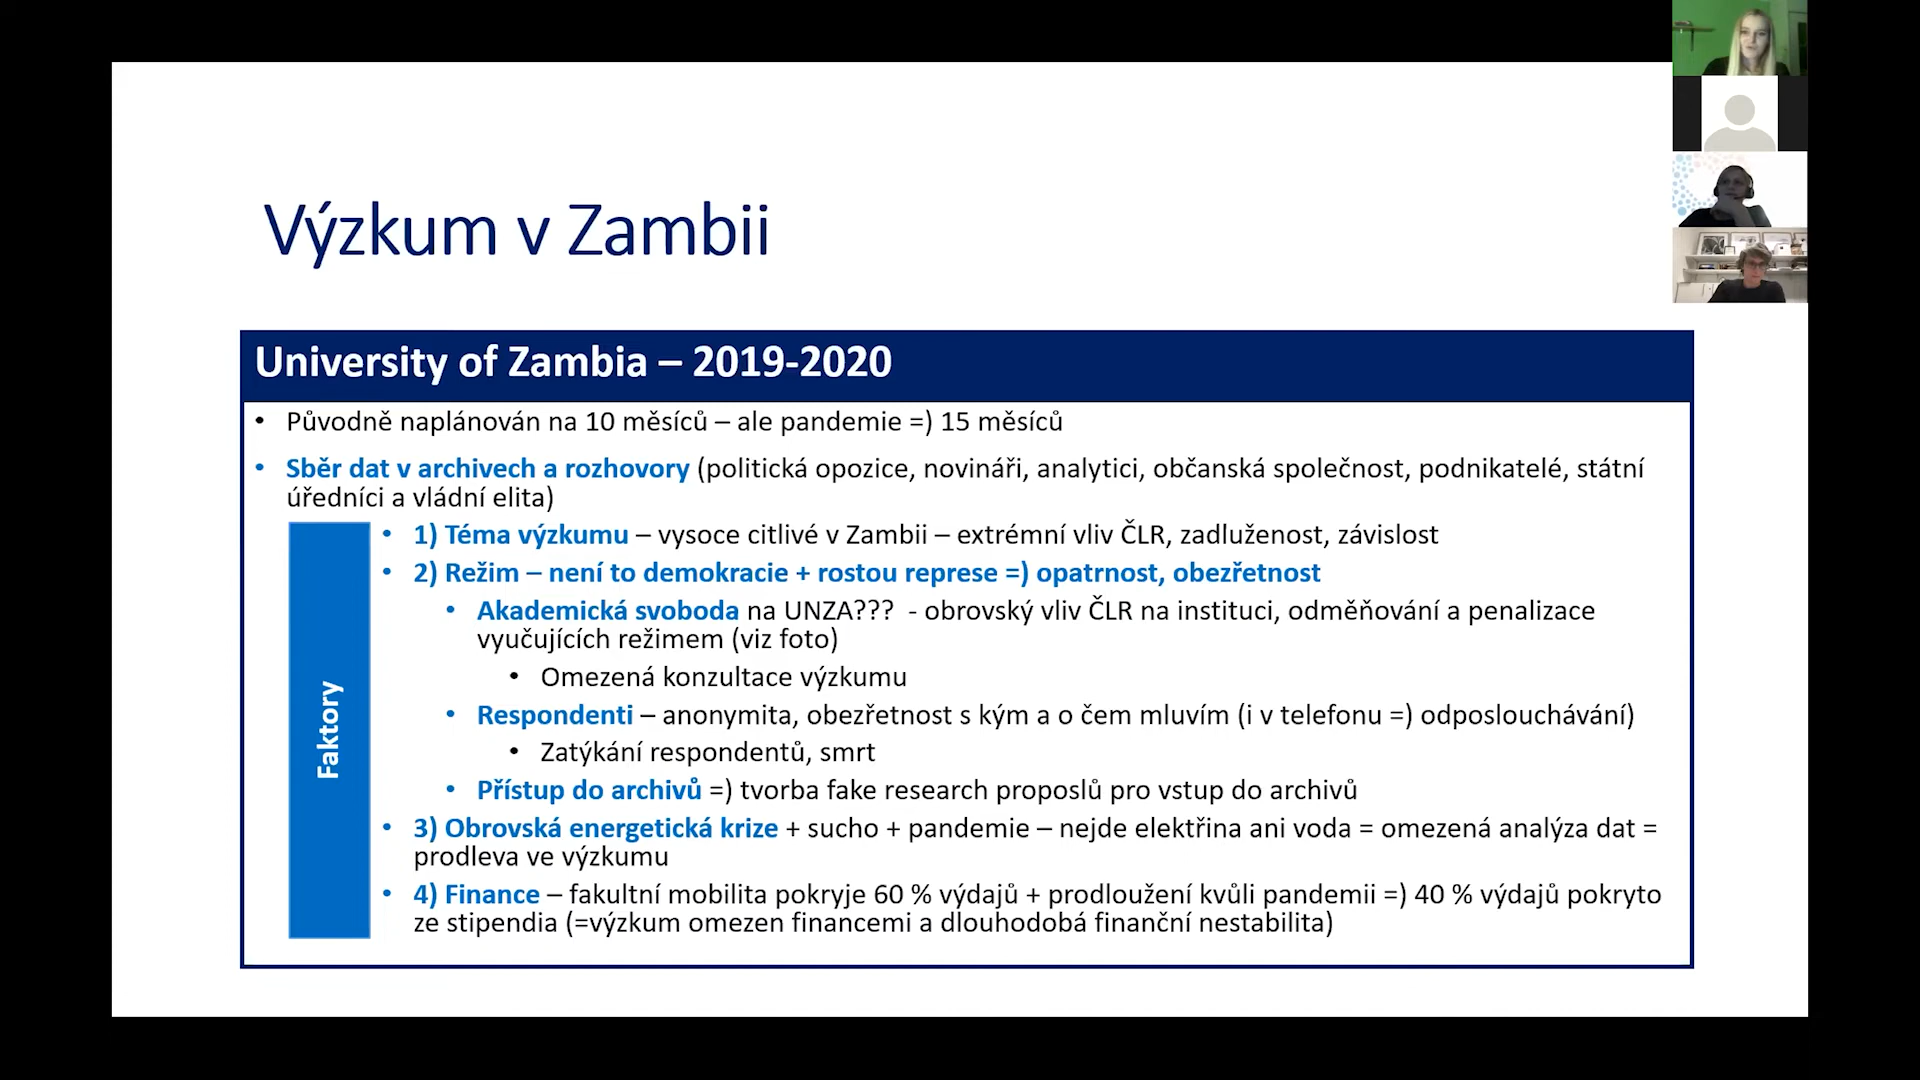 Výzkum v Zambii
University of Zambia – 2019-2020
• Původně naplánován na 10 měsíců – ale pandemie =) 15 měsíců
• Sběr dat v archivech a rozhovory (politická opozice, novináři, analytici, občanská společnost, podnikatelé, státní
úředníci a vládní elita)
Faktory
• 1) Téma výzkumu – vysoce citlivé v Zambii – extrémní vliv ČLR, zadluženost, závislost
• 2) Režim – není to demokracie + rostou represe =) opatrnost, obezřetnost
• Akademická svoboda na UNZA??? - obrovský vliv ČLR na instituci, odměňování a penalizace
vyučujících režimem (viz foto)
• Omezená konzultace výzkumu
• Respondenti – anonymita, obezřetnost s kým a o čem mluvím (i v telefonu =) odposlouchávání)
• Zatýkání respondentů, smrt
• Přístup do archivů =) tvorba fake research proposlů pro vstup do archivů
• 3) Obrovská energetická krize + sucho + pandemie – nejde elektřina ani voda = omezená analýza dat =
prodleva ve výzkumu
• 4) Finance – fakultní mobilita pokryje 60 % výdajů + prodloužení kvůli pandemii =) 40 % výdajů pokryto
ze stipendia (=výzkum omezen financemi a dlouhodobá finanční nestabilita)